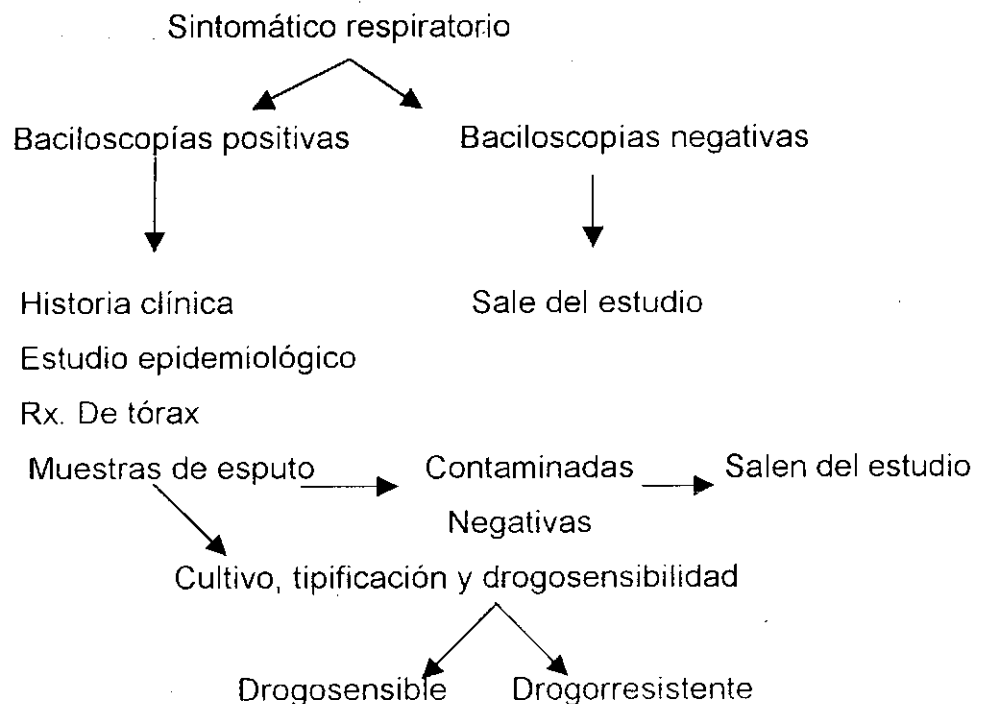 Sintomático respiratorio
Baciloscopías positivas
Baciloscopias negativas
Historia clínica
Sale del estudio
Estudio epidemiológico
Rx. De tórax
Muestras de esputo
Contaminadas
Salen del estudio
Negativas
Cultivo, tipificación y drogosensibilidad
Drogosensible
Drogorresistente